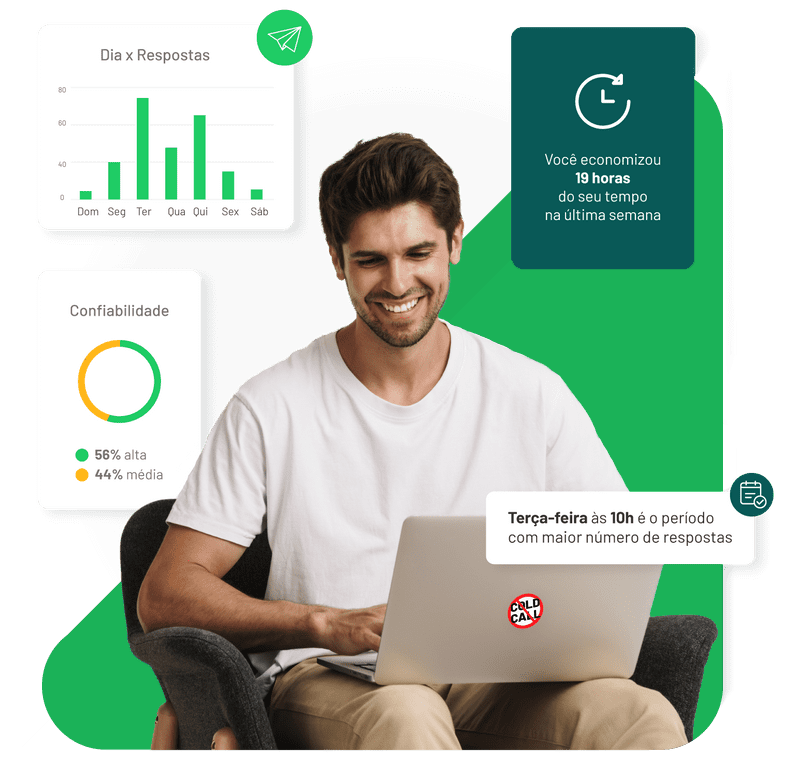 Dia x Respostas
80
60
40
0
Dom Seg Ter Qua Qui Sex Sáb
Você economizou
19 horas
do seu tempo
na última semana
Confiabilidade
56% alta
44% média
Terça-feira às 10h é o período
com maior número de respostas
COLD
CALL